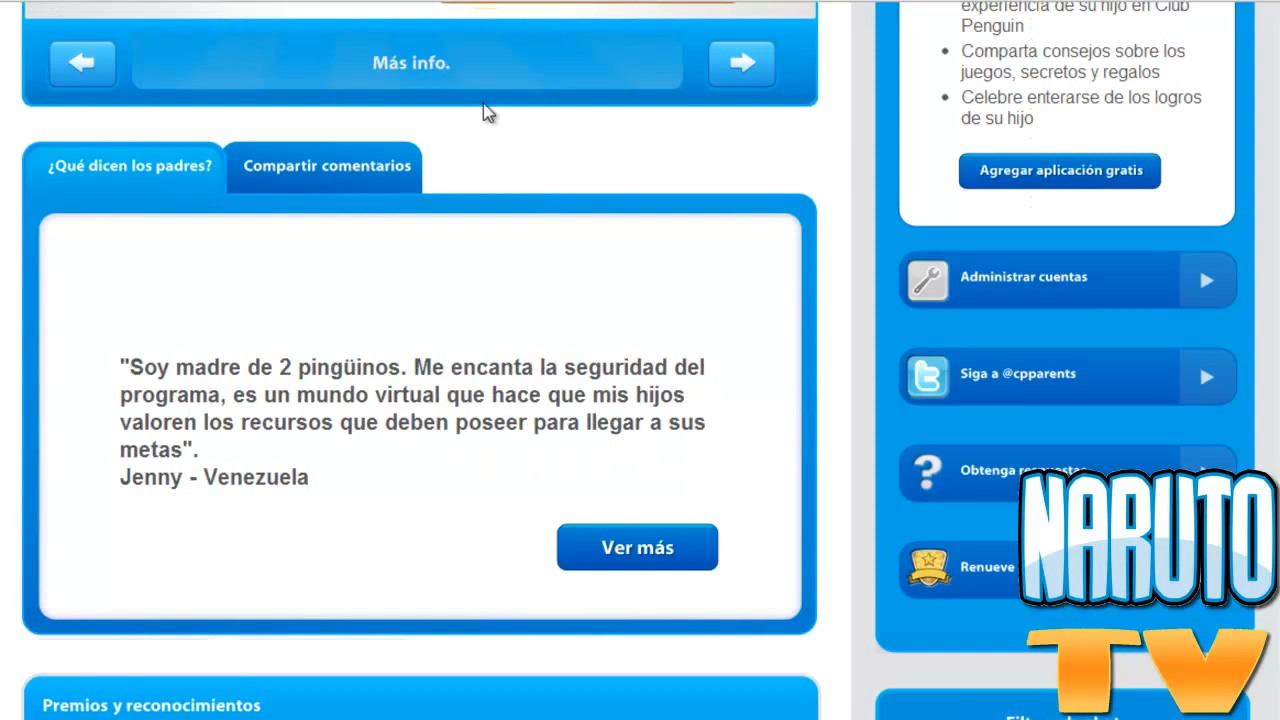 Más info.
¿Qué dicen los padres?
Compartir comentarios
"Soy madre de 2 pingüinos. Me encanta la seguridad del
programa, es un mundo virtual que hace que mis hijos
valoren los recursos que deben poseer para llegar a sus
metas".
Jenny - Venezuela
Ver más
Premios y reconocimientos
experiencia de su hijo en Club
Penguin
• Comparta consejos sobre los
juegos, secretos y regalos
• Celebre enterarse de los logros
de su hijo
Agregar aplicación gratis
Administrar cuentas
Siga a @cpparents
Obtenga respuestas
Renueve
NARUTO
TV